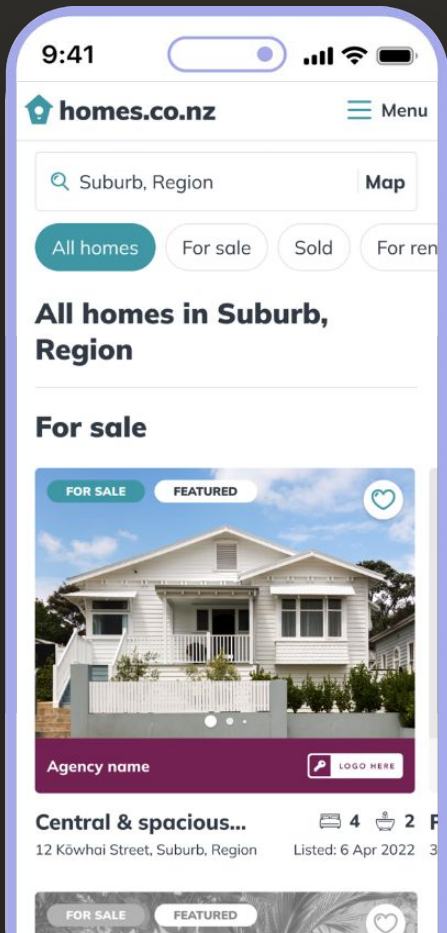 9:41
homes.co.nz
Menu
Suburb, Region
Map
All homes
For sale
Sold
For ren
All homes in Suburb,
Region
For sale
FOR SALE
FEATURED
Agency name
LOGO HERE
Central & spacious...
4
2
F
12 Kōwhai Street, Suburb, Region
Listed: 6 Apr 2022
3
FOR SALE
FEATURED